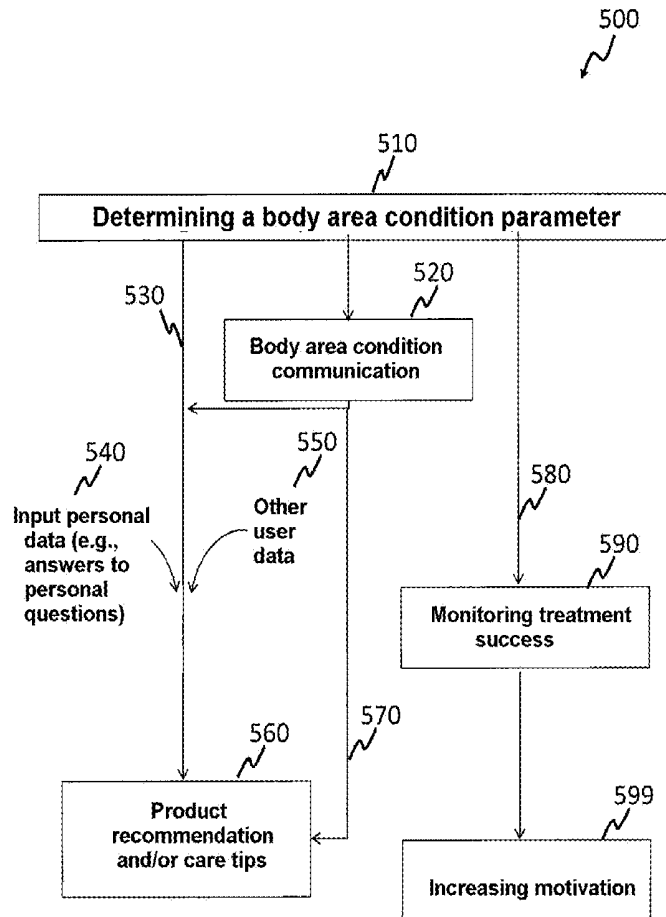 500
510
Determining a body area condition parameter
520
530
Body area condition
communication
540
550
Input personal
data (e.g.,
answers to
personal
questions)
Other
user
data
580
590
Monitoring treatment
success
560
570
Product
recommendation
and/or care tips
599
Increasing motivation